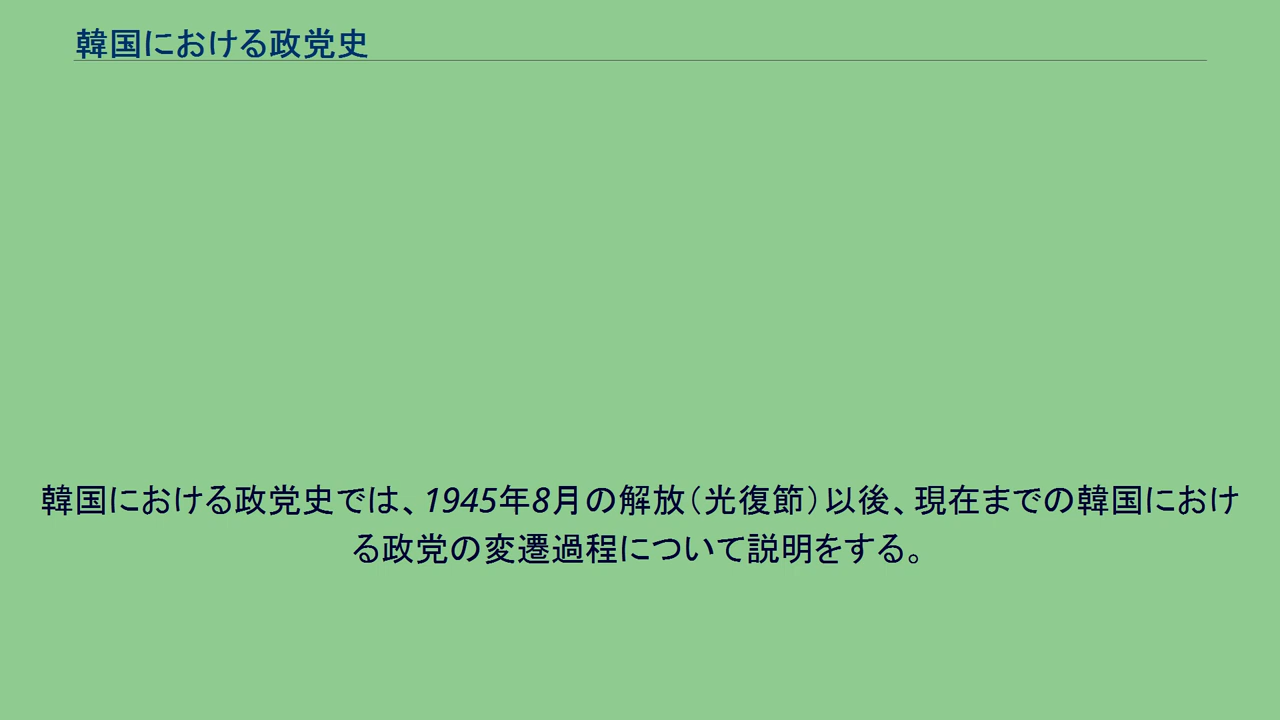 韓国における政党史
韓国における政党史では、1945年8月の解放（光復節）以後、現在までの韓国におけ
る政党の変遷過程について説明をする。